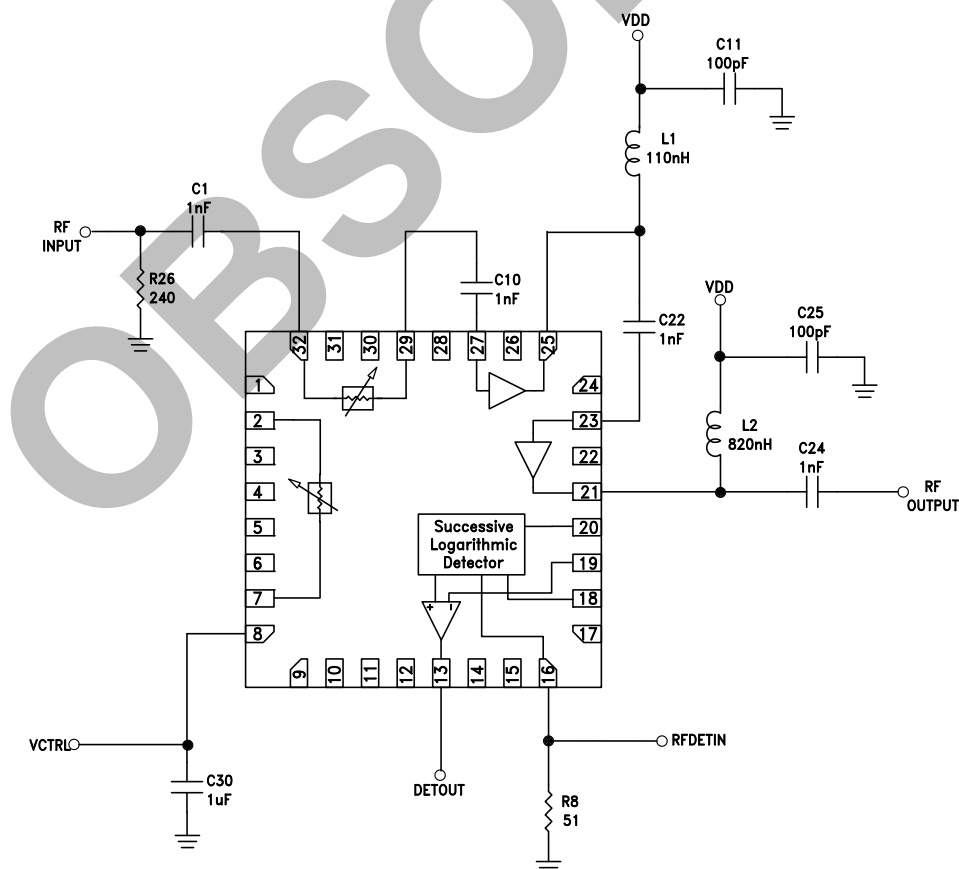 VDD
C11
100pF
L1
110nH
C1
1nF
RF
INPUT
R26
240
C10
1nF
VDD
C22
1nF
C25
100pF
32
31
30
29
28
27
26
25
1
2
3
4
5
6
7
8
24
23
22
21
20
19
18
17
L2
820nH
C24
1nF
RF
OUTPUT
Successive
Logarithmic
Detector
+ -
9
10
11
12
13
14
15
16
VCTRL
C30
1uF
DETOUT
RFDETIN
R8
51